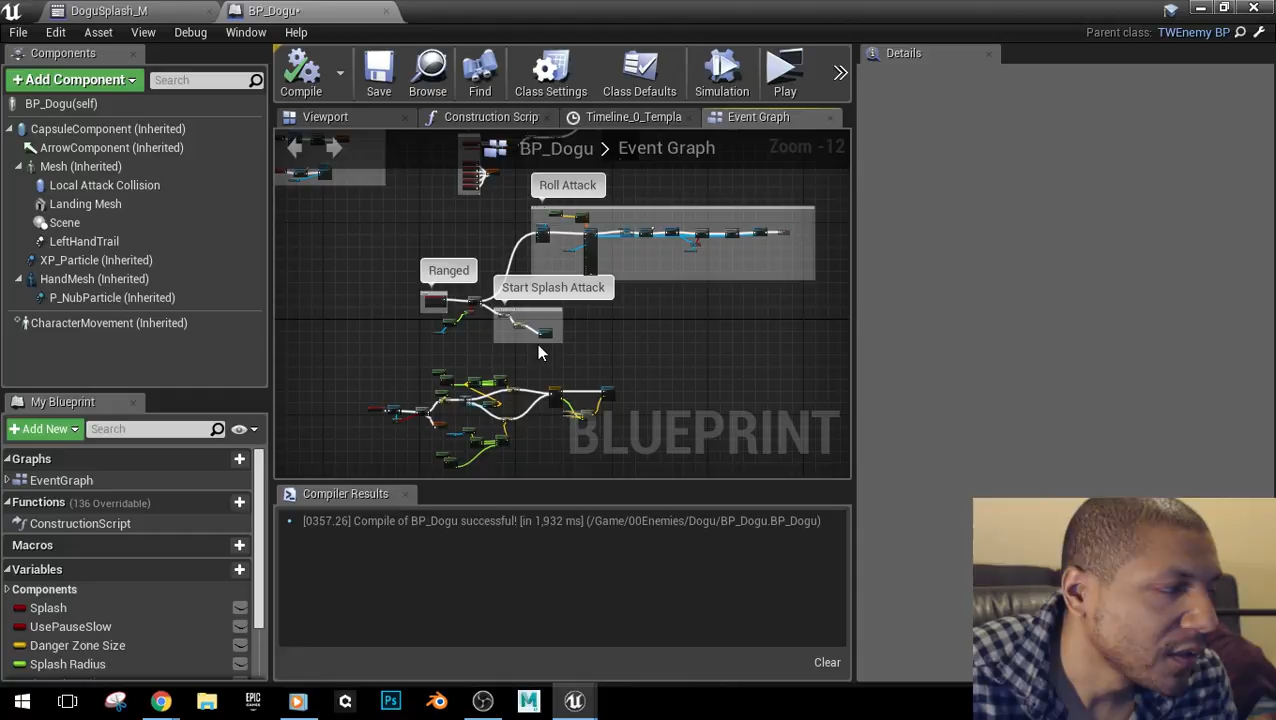 DoguSplash_M
BP_Dogu*
File Edit Asset View Debug Window Help
Parent class: TWEnemy BP
Components
Add Component
Search
BP_Dogu(self)
CapsuleComponent (Inherited)
ArrowComponent (Inherited)
Mesh (Inherited)
Local Attack Collision
Landing Mesh
Scene
LeftHandTrail
XP_Particle (Inherited)
HandMesh (Inherited)
P_NubParticle (Inherited)
CharacterMovement (Inherited)
My Blueprint
Add New
Search
Graphs
EventGraph
Functions (136 Overridable)
ConstructionScript
Macros
Variables
Components
Splash
UsePauseSlow
Danger Zone Size
Splash Radius
Compile
Save
Browse
Find
Class Settings
Class Defaults
Simulation
Play
Viewport
Construction Scrip
Timeline_0_Templa
Event Graph
BP_Dogu > Event Graph
Zoom -12
Roll Attack
Ranged
Start Splash Attack
BLUEPRINT
Compiler Results
[0357.26] Compile of BP_Dogu successful! [in 1,932 ms] (/Game/00Enemies/Dogu/BP_Dogu.BP_Dogu)
Clear
Details
EPIC GAMES
Ps
M